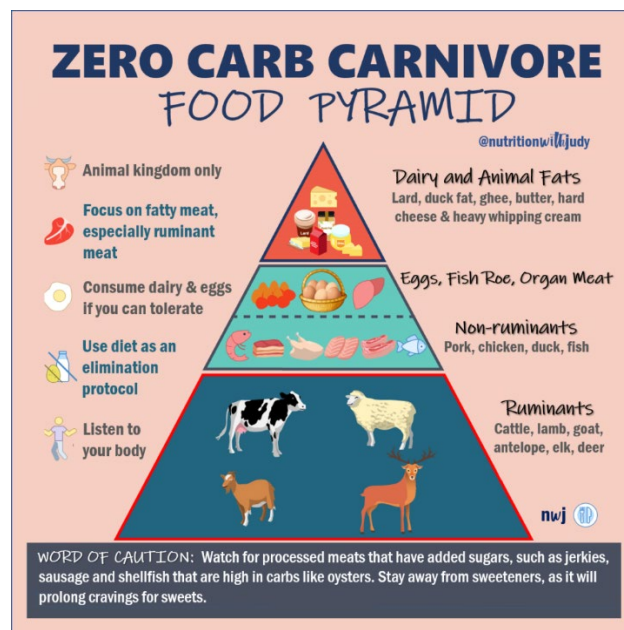 ZERO CARB CARNIVORE
FOOD PYRAMID
@nutritionwithjudy
Animal kingdom only
Focus on fatty meat,
especially ruminant
meat
Consume dairy & eggs
if you can tolerate
Use diet as an
elimination
protocol
Listen to
your body
Dairy and Animal Fats
Lard, duck fat, ghee, butter, hard
cheese & heavy whipping cream
Eggs, Fish Roe, Organ Meat
Non-ruminants
Pork, chicken, duck, fish
Ruminants
Cattle, lamb, goat,
antelope, elk, deer
nwj
WORD OF CAUTION: Watch for processed meats that have added sugars, such as jerkies,
sausage and shellfish that are high in carbs like oysters. Stay away from sweeteners, as it will
prolong cravings for sweets.